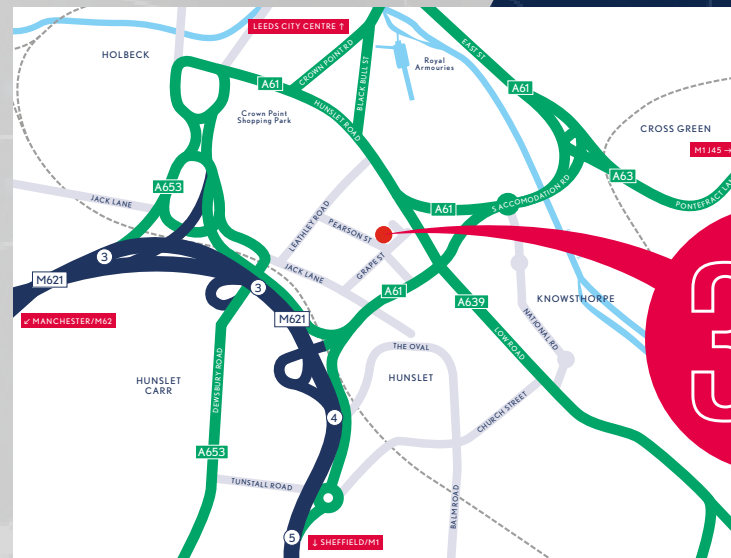 LEEDS CITY CENTRE ↑
HOLBECK
CROWN POINT RD
EAST ST
Royal
Armouries
A61
BLACK BULL ST
A61
Crown Point
Shopping Park
HUNSLET ROAD
CROSS GREEN
M1 J45 →
A653
A63
JACK LANE
S ACCOMODATION RD
PONTEFRACT LA
LEATHLEY ROAD
A61
PEARSON ST
3
GRAPE ST
JACK LANE
M621
3
A61
A639
KNOWSTHORPE
3
↙ MANCHESTER/M62
M621
NATIONAL RD
LOW ROAD
THE OVAL
HUNSLET
CARR
DEWSBURY ROAD
HUNSLET
CHURCH STREET
4
A653
TUNSTALL ROAD
BALM ROAD
5
↓ SHEFFIELD/M1